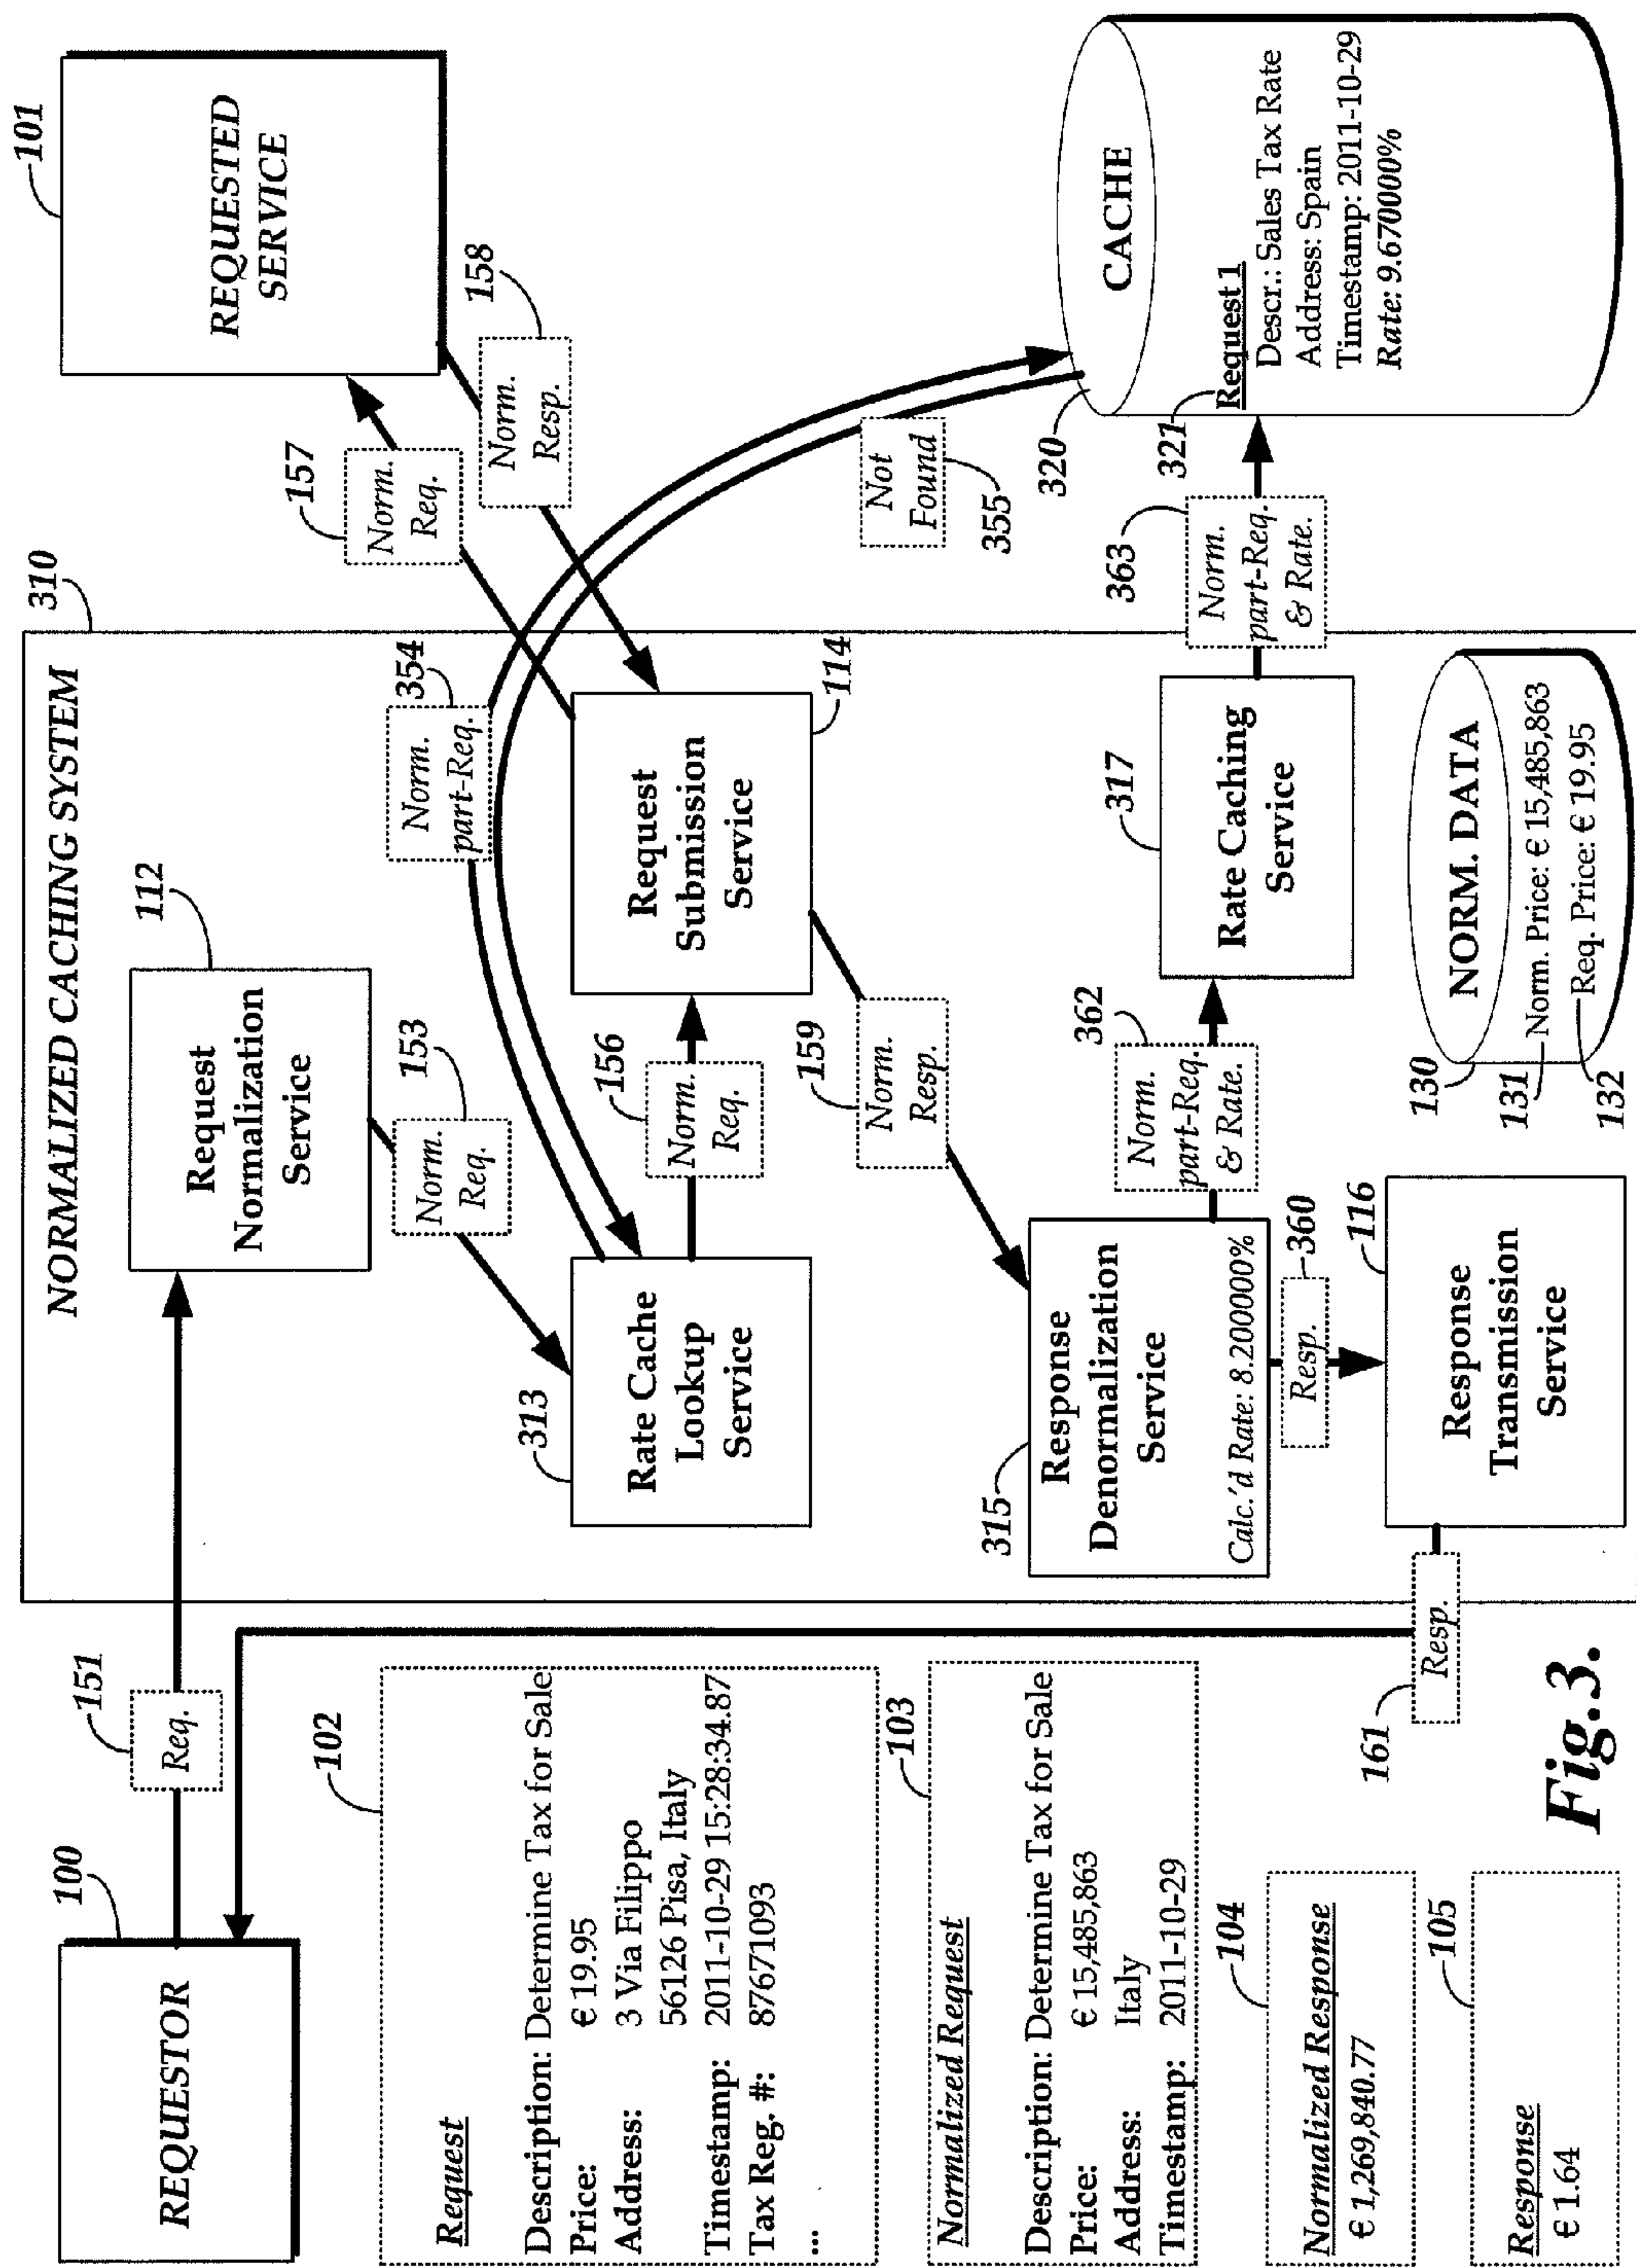 REQUESTOR
100
Req.
151
NORMALIZED CACHING SYSTEM
310
Request
Normalization
Service
112
REQUESTED
SERVICE
101
Norm.
Req.
153
Norm.
part-Req.
354
Norm.
Req.
157
Norm.
Resp.
158
Rate Cache
Lookup
Service
313
Norm.
Req.
156
Request
Submission
Service
114
Not
Found
355
Norm.
Resp.
159
Response
Denormalization
Service
Calc.'d Rate: 8.200000%
315
Norm.
part-Req.
& Rate.
362
Rate Caching
Service
317
Norm.
part-Req.
& Rate.
363
CACHE
320
321
Request 1
Descr.: Sales Tax Rate
Address: Spain
Timestamp: 2011-10-29
Rate: 9.670000%
Resp.
360
Response
Transmission
Service
116
NORM. DATA
130
131
Norm. Price: € 15,485,863
132
Req. Price: € 19.95
Resp.
161
102
Request
Description: Determine Tax for Sale
Price: € 19.95
Address: 3 Via Filippo
56126 Pisa, Italy
Timestamp: 2011-10-29 15:28:34.87
Tax Reg. #: 87671093
...
103
Normalized Request
Description: Determine Tax for Sale
Price: € 15,485,863
Address: Italy
Timestamp: 2011-10-29
104
Normalized Response
€ 1,269,840.77
105
Response
€ 1.64
Fig.3.